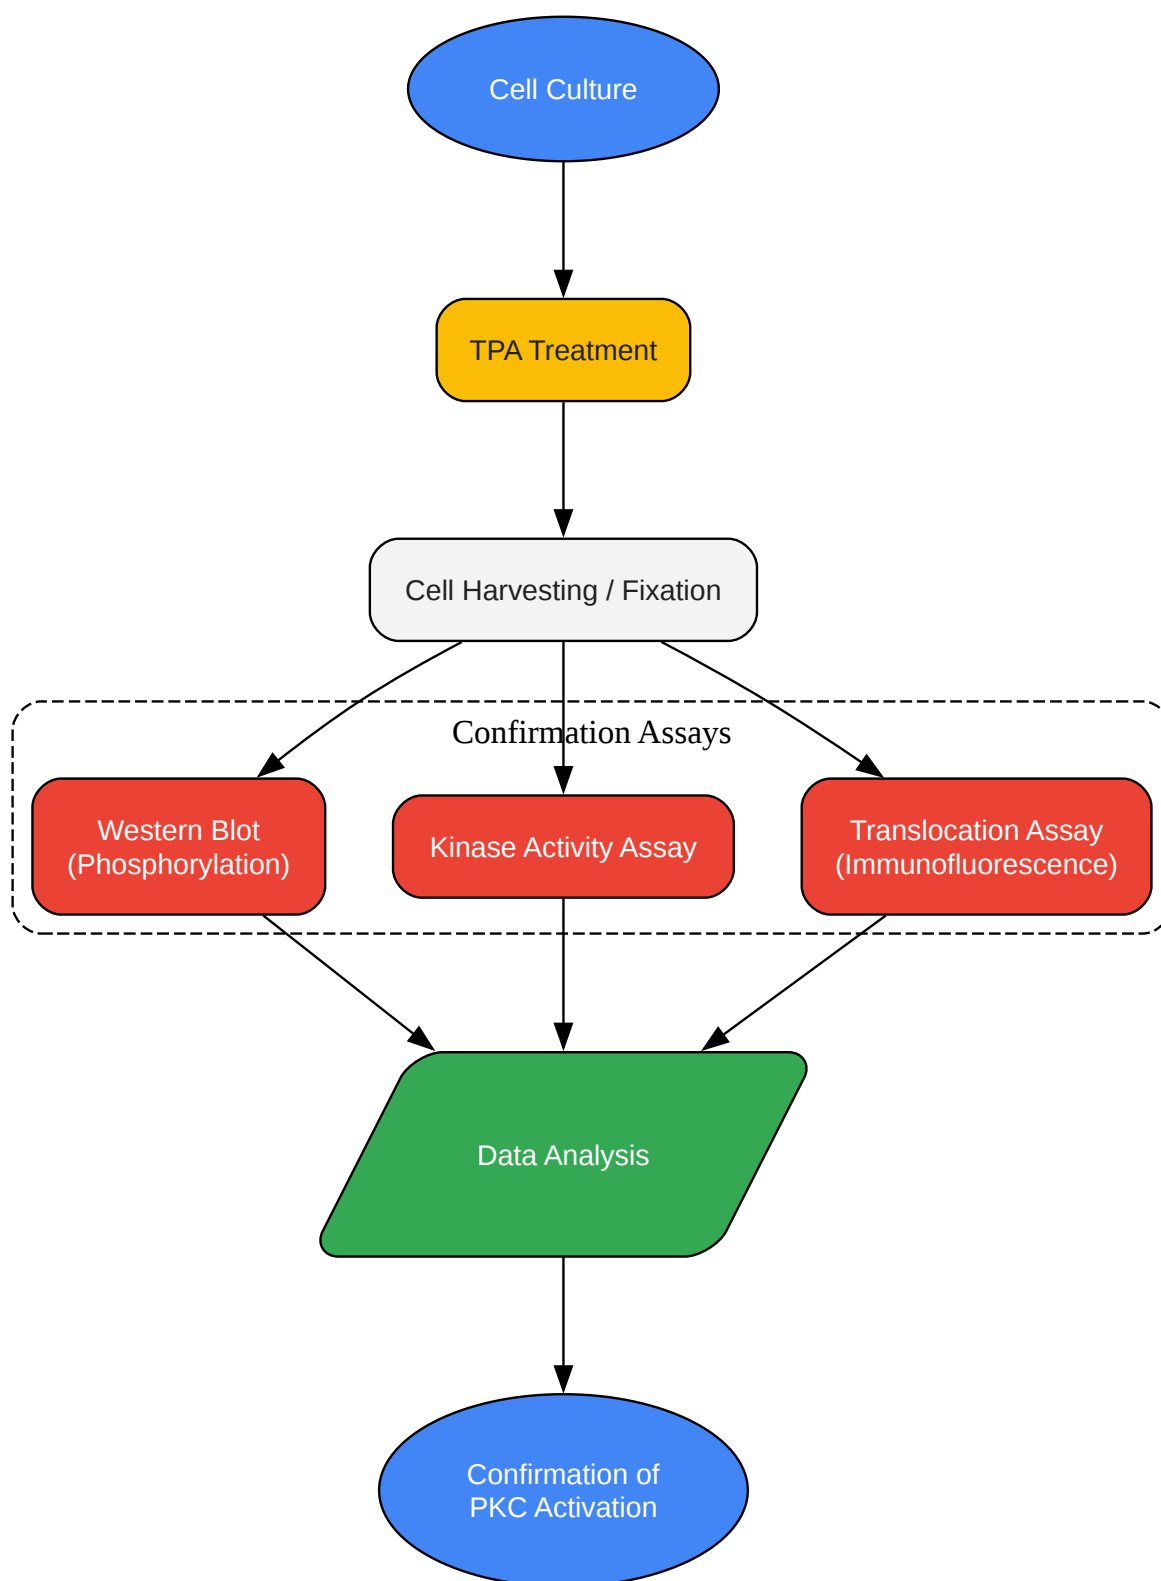 Cell Culture
TPA Treatment
Cell Harvesting / Fixation
Confirmation Assays
Western Blot
(Phosphorylation)
Kinase Activity Assay
Translocation Assay
(Immunofluorescence)
Data Analysis
Confirmation of
PKC Activation